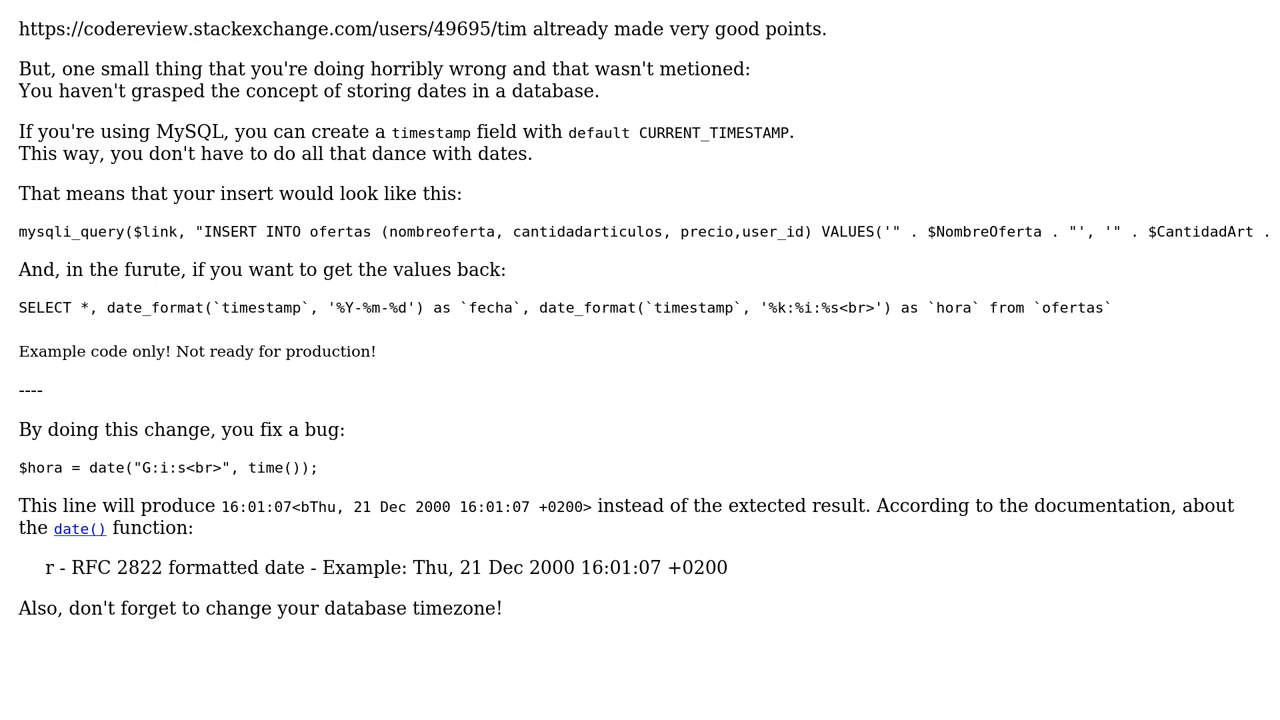 https://codereview.stackexchange.com/users/49695/tim altready made very good points.
But, one small thing that you're doing horribly wrong and that wasn't metioned:
You haven't grasped the concept of storing dates in a database.
If you're using MySQL, you can create a timestamp field with default CURRENT_TIMESTAMP.
This way, you don't have to do all that dance with dates.
That means that your insert would look like this:
mysqli_query($link, "INSERT INTO ofertas (nombreoferta, cantidadarticulos, precio,user_id) VALUES('" . $NombreOferta . "', '" . $CantidadArt .
And, in the furute, if you want to get the values back:
SELECT *, date_format(`timestamp`, '%Y-%m-%d') as `fecha`, date_format(`timestamp`, '%k:%i:%s<br>') as `hora` from `ofertas`
Example code only! Not ready for production!
----
By doing this change, you fix a bug:
$hora = date("G:i:s<br>", time());
This line will produce 16:01:07<bThu, 21 Dec 2000 16:01:07 +0200> instead of the extected result. According to the documentation, about
the date() function:
r - RFC 2822 formatted date - Example: Thu, 21 Dec 2000 16:01:07 +0200
Also, don't forget to change your database timezone!